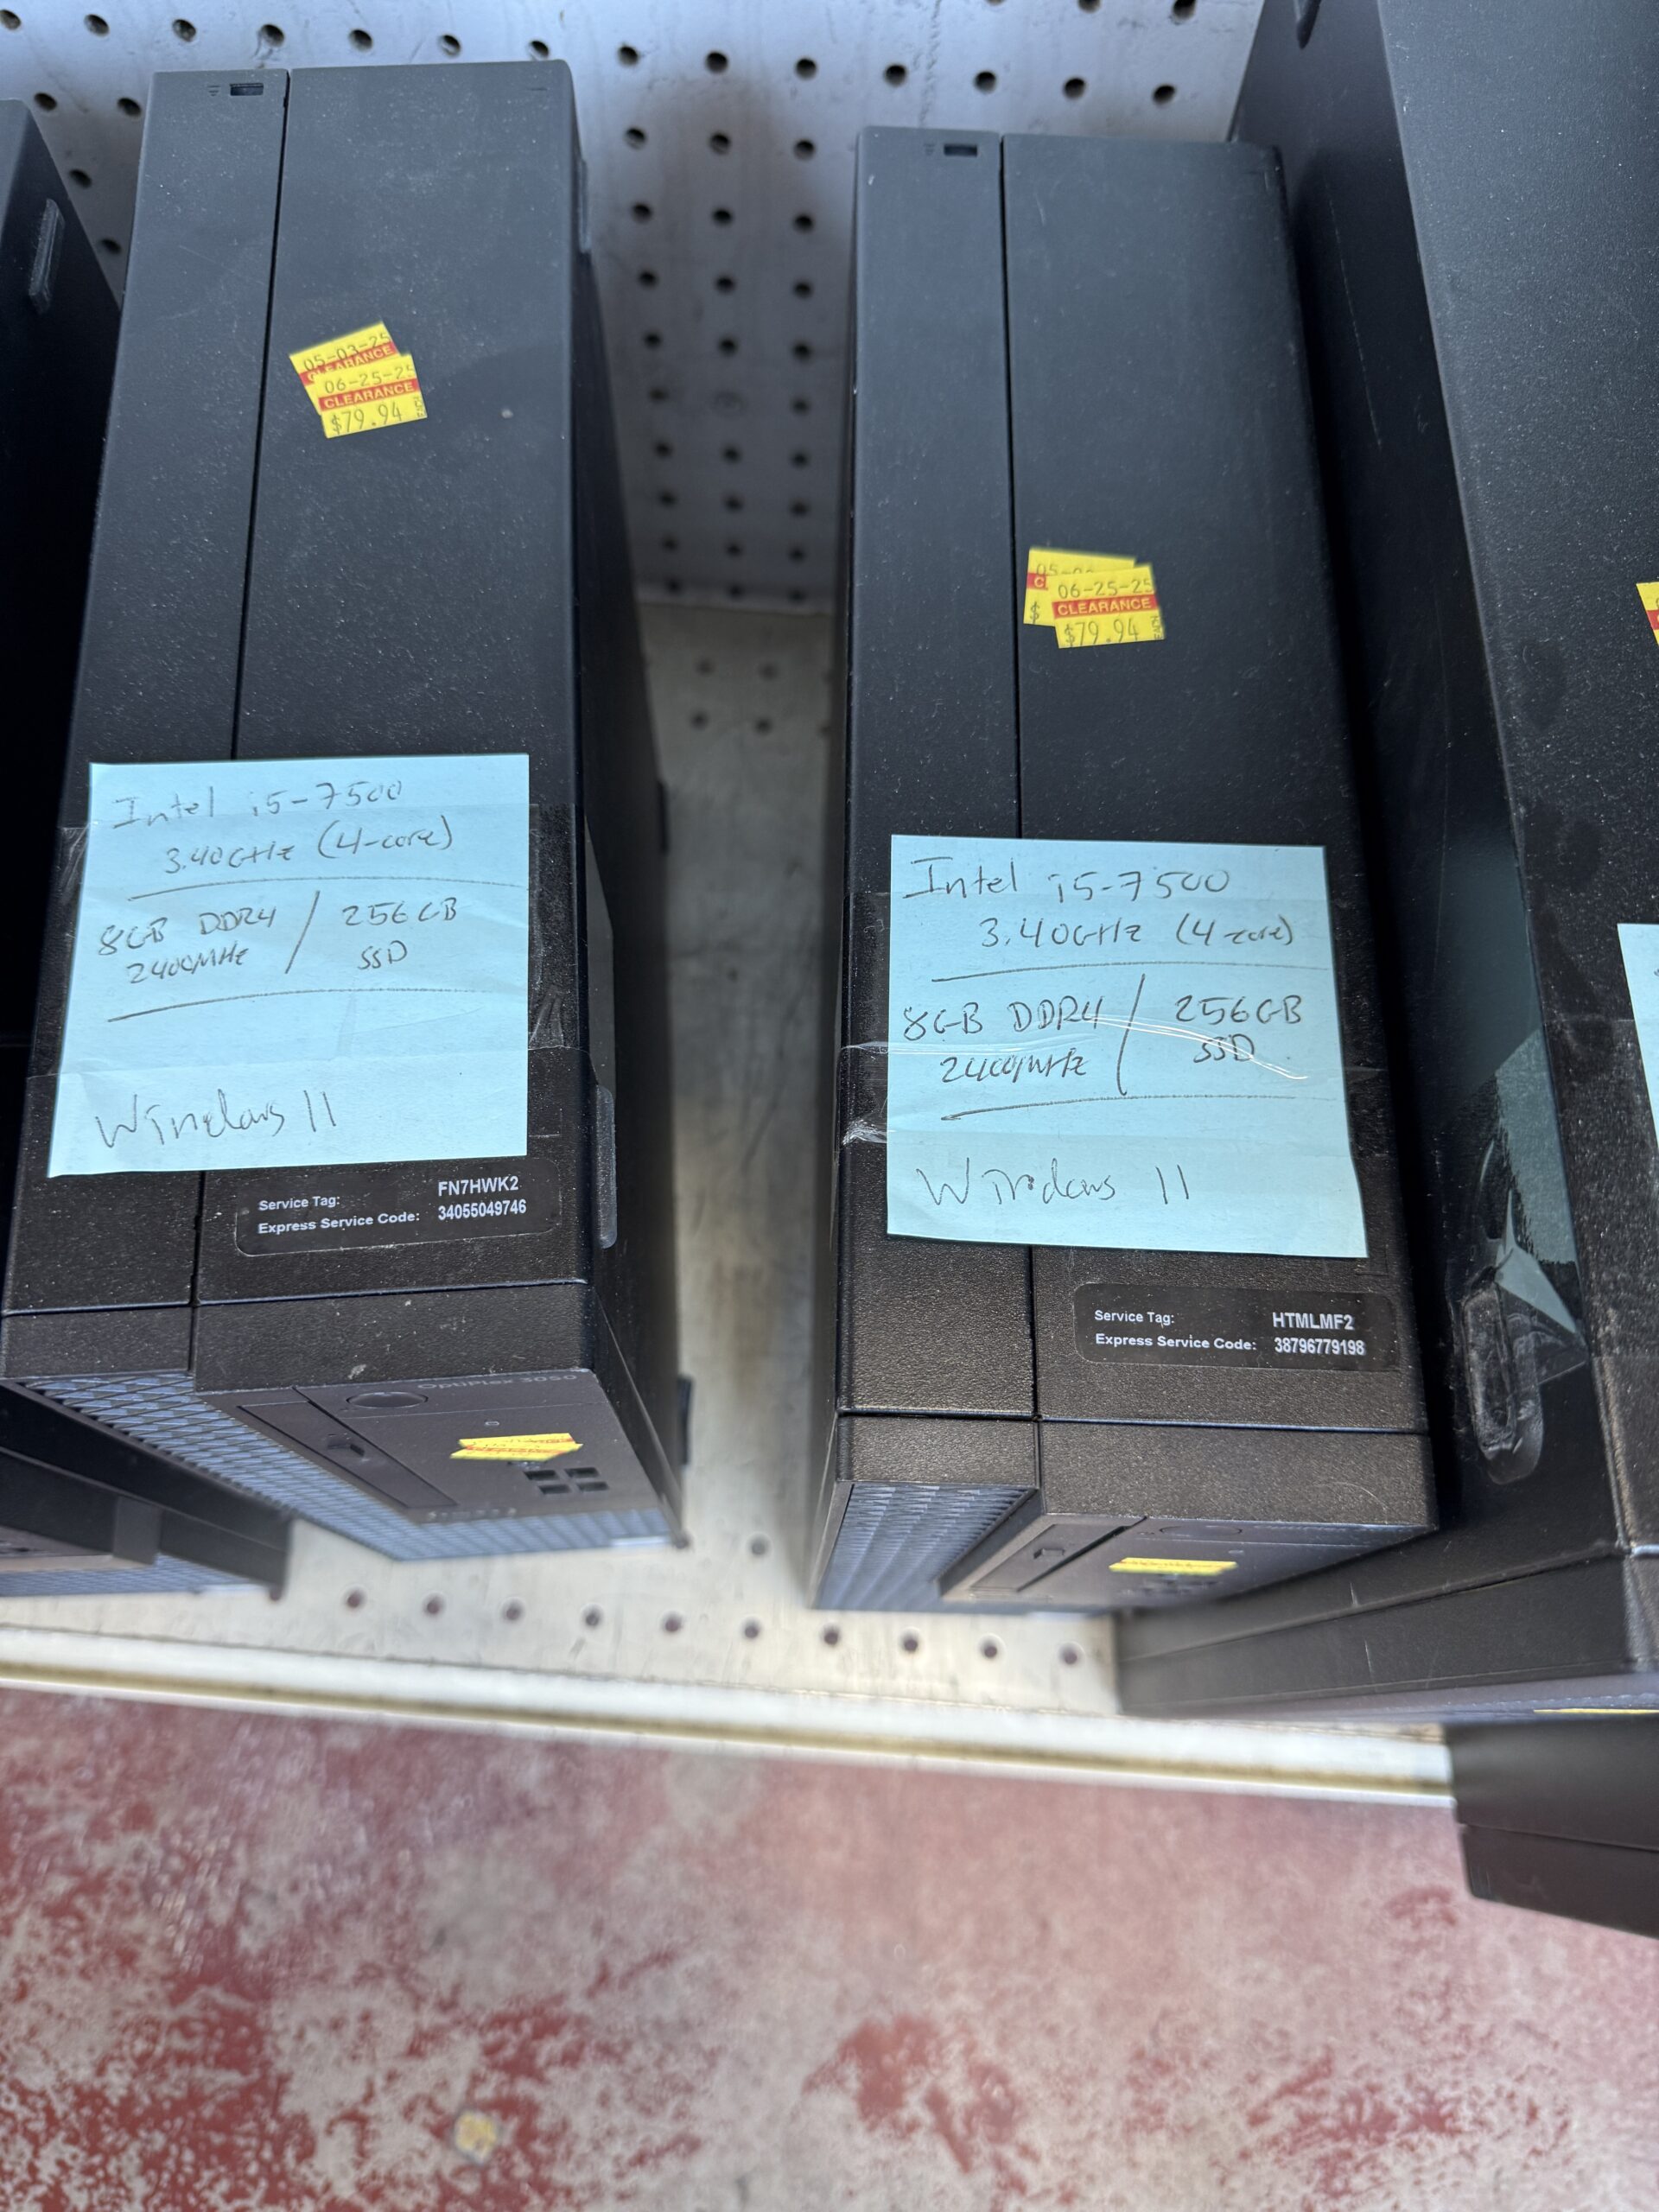 05-03-25
CLEARANCE
06-25-25
CLEARANCE
$79.94
Intel i5-7500
3.40GHz (4-core)
8GB DDR4 / 256GB
2400MHz SSD
Windows 11
Service Tag: FN7HWK2
Express Service Code: 34055049746
OptiPlex 3050
05-
C
$
06-25-25
CLEARANCE
$79.94
Intel i5-7500
3.40GHz (4-core)
8GB DDR4 / 256GB
2400MHz SSD
Windows 11
Service Tag: HTMLMF2
Express Service Code: 38796779198